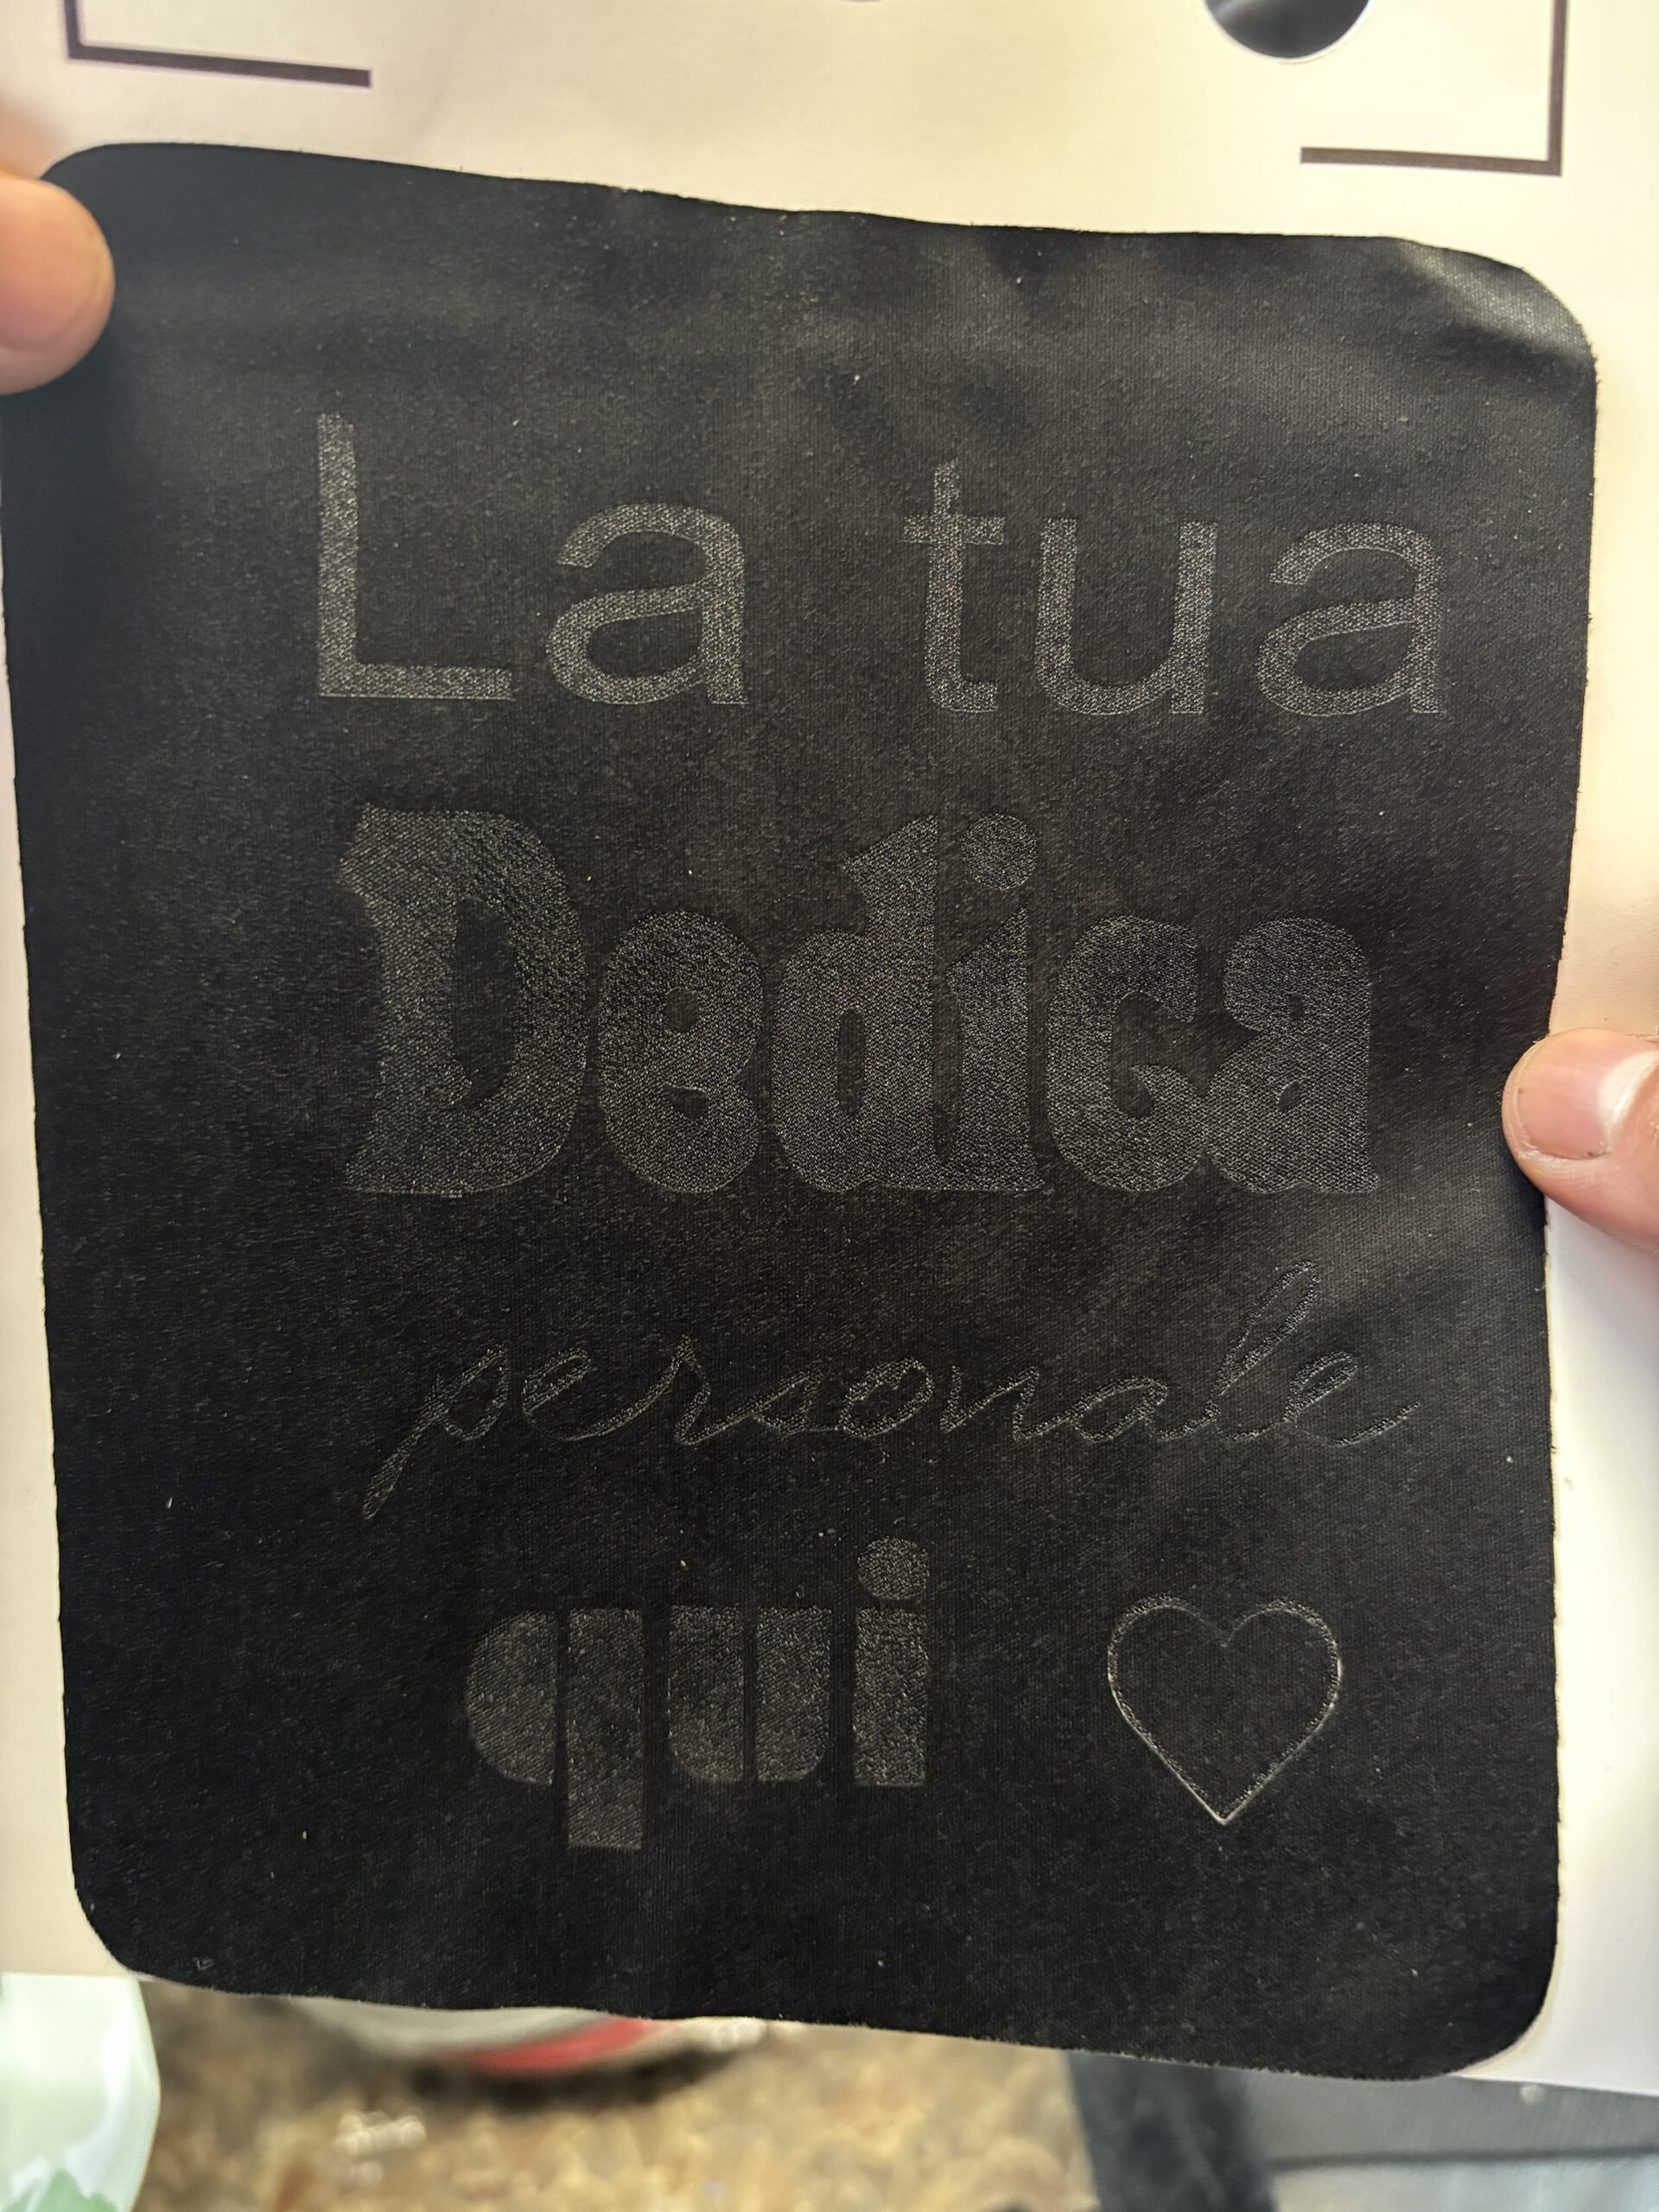 La tua
Dedica
personale
qui ♡